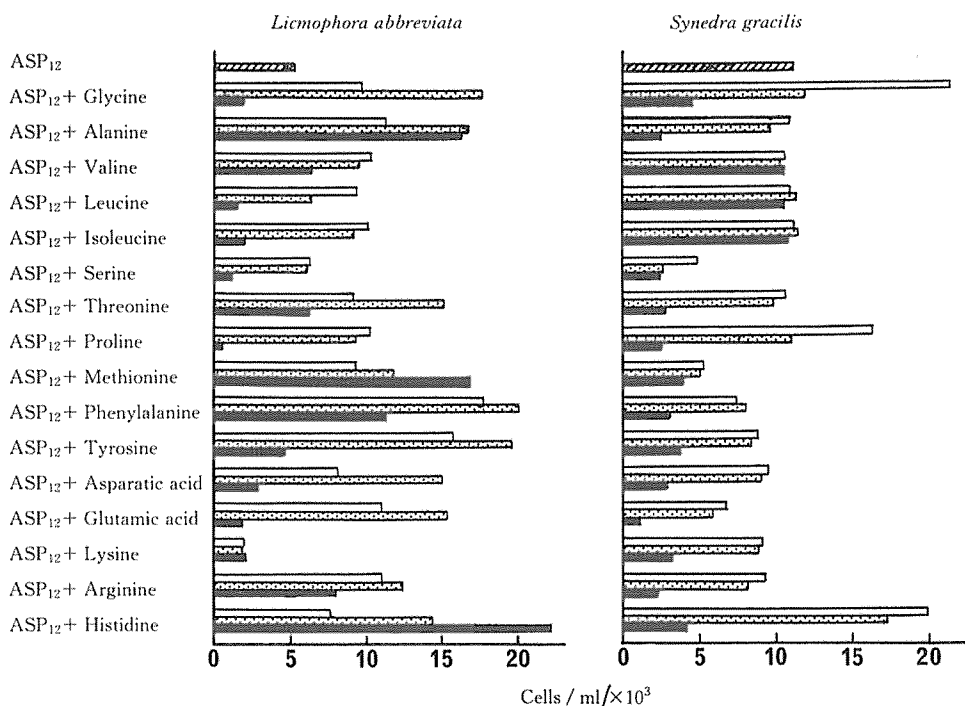 Licmophora abbreviata Synedra gracilis
ASP₁₂
ASP₁₂+ Glycine
ASP₁₂+ Alanine
ASP₁₂+ Valine
ASP₁₂+ Leucine
ASP₁₂+ Isoleucine
ASP₁₂+ Serine
ASP₁₂+ Threonine
ASP₁₂+ Proline
ASP₁₂+ Methionine
ASP₁₂+ Phenylalanine
ASP₁₂+ Tyrosine
ASP₁₂+ Asparatic acid
ASP₁₂+ Glutamic acid
ASP₁₂+ Lysine
ASP₁₂+ Arginine
ASP₁₂+ Histidine
0 5 10 15 20 0 5 10 15 20
Cells / ml/×10³